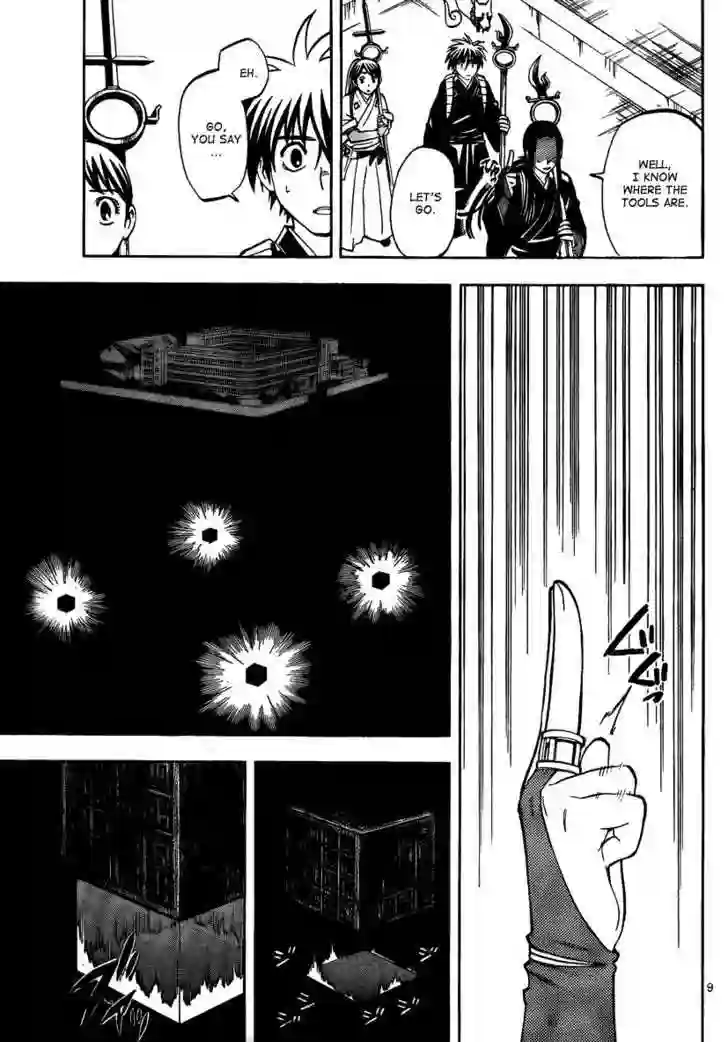 WELL,
I KNOW
WHERE THE
TOOLS ARE.
LET'S
GO.
EH.
GO,
YOU SAY
...
9